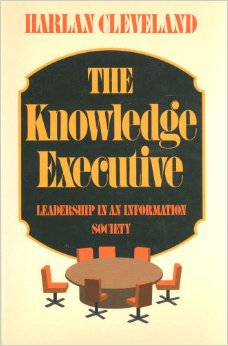 HARLAN CLEVELAND
THE
Knowledge
Executive
LEADERSHIP IN AN INFORMATION
SOCIETY